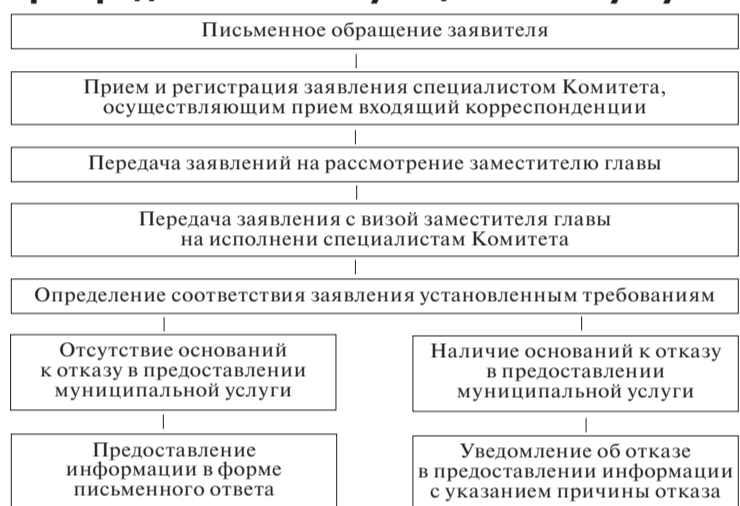 Письменное обращение заявителя
Прием и регистрация заявления специалистом Комитета,
осуществляющим прием входящий корреспонденции
Передача заявлений на рассмотрение заместителю главы
Передача заявления с визой заместителя главы
на исполнени специалистам Комитета
Определение соответствия заявления установленным требованиям
Отсутствие оснований
к отказу в предоставлении
муниципальной услуги
Наличие оснований к отказу
в предоставлении
муниципальной услуги
Предоставление
информации в форме
письменного ответа
Уведомление об отказе
в предоставлении информации
с указанием причины отказа